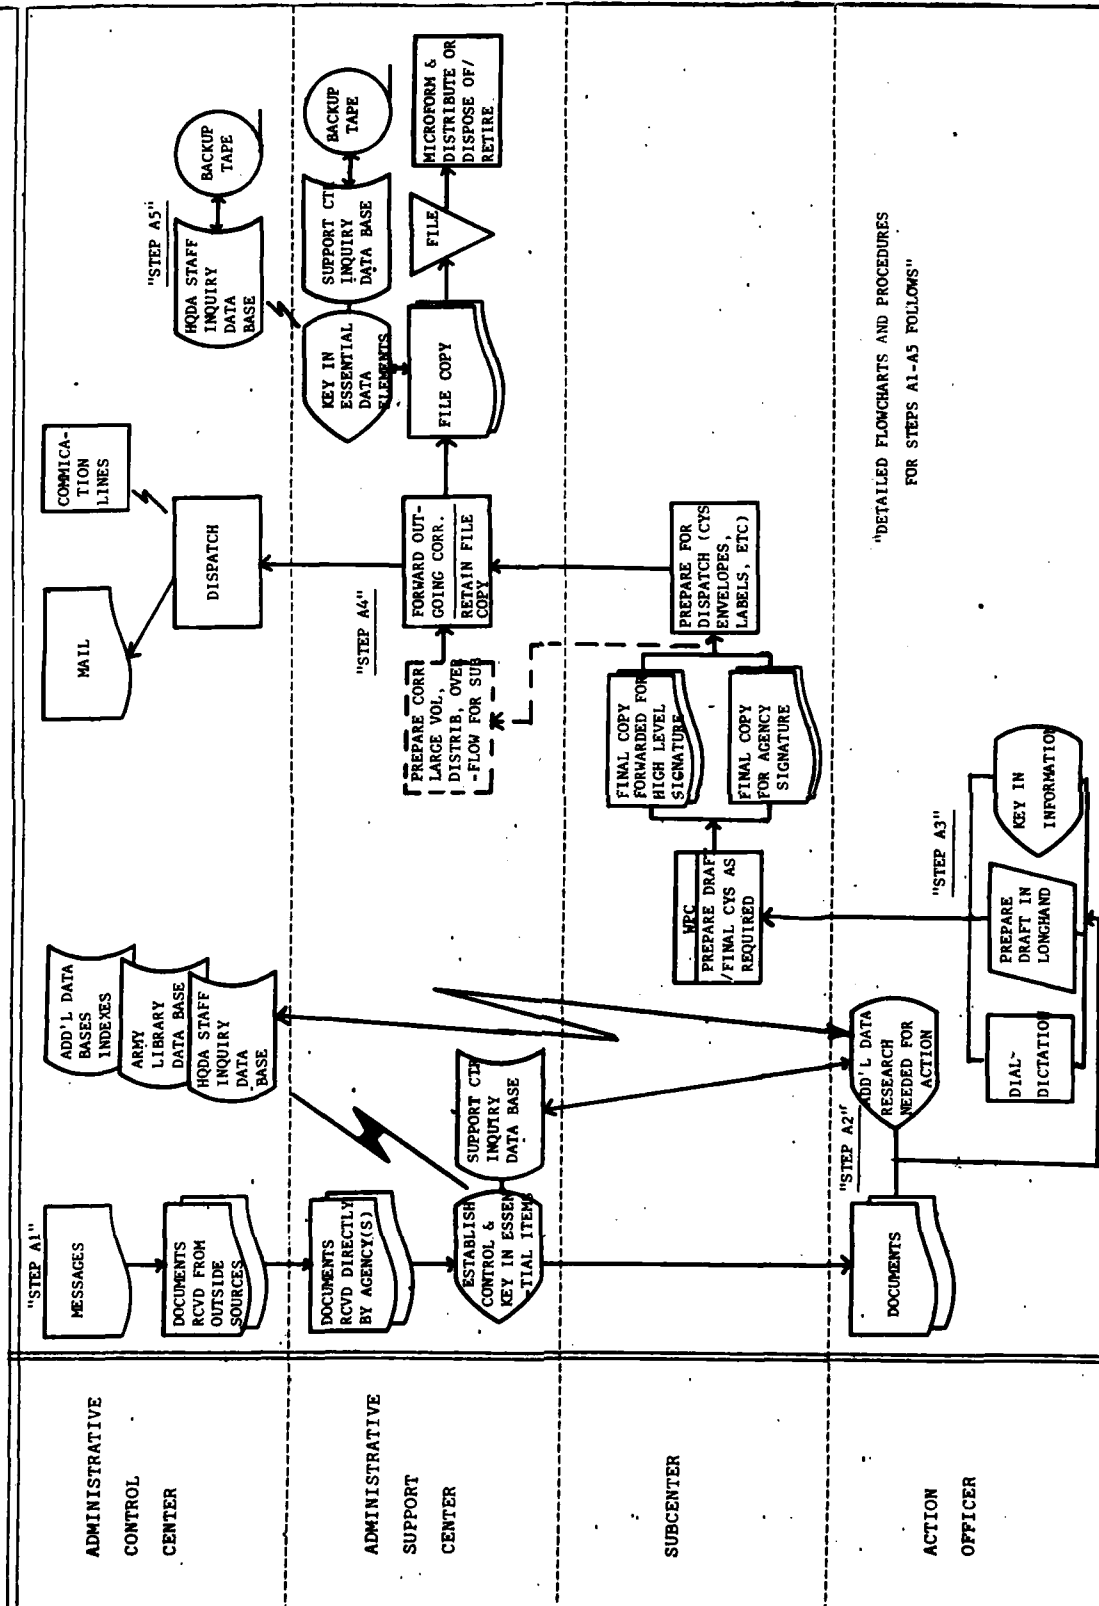 ADMINISTRATIVE
CONTROL
CENTER
"STEP A1"
MESSAGES
DOCUMENTS
RCVD FROM
OUTSIDE
SOURCES
ADD'L DATA
BASES
INDEXES
ARMY
LIBRARY
DATA BASE
HQDA STAFF
INQUIRY
DATA
BASE
MAIL
DISPATCH
COMMICA-
TION
LINES
"STEP A5"
HQDA STAFF
INQUIRY
DATA
BASE
BACKUP
TAPE
ADMINISTRATIVE
SUPPORT
CENTER
DOCUMENTS
RCVD DIRECTLY
BY AGENCY(S)
ESTABLISH
CONTROL &
KEY IN ESSEN
-TIAL ITEMS
SUPPORT CTR
INQUIRY
DATA BASE
"STEP A4"
PREPARE CORR
LARGE VOL,
DISTRIB, OVER
-FLOW FOR SUB
FORWARD OUT-
GOING CORR.
RETAIN FILE
COPY
KEY IN
ESSENTIAL
DATA
ELEMENTS
SUPPORT CTR
INQUIRY
DATA BASE
BACKUP
TAPE
FILE COPY
FILE
MICROFORM &
DISTRIBUTE OR
DISPOSE OF/
RETIRE
SUBCENTER
WPC
PREPARE DRAFT
/FINAL CYS AS
REQUIRED
FINAL COPY
FORWARDED FOR
HIGH LEVEL
SIGNATURE
FINAL COPY
FOR AGENCY
SIGNATURE
PREPARE FOR
DISPATCH (CYS
ENVELOPES,
LABELS, ETC)
ACTION
OFFICER
DOCUMENTS
"STEP A2"
ADD'L DATA
RESEARCH
NEEDED FOR
ACTION
"STEP A3"
DIAL-
DICTATION
PREPARE
DRAFT IN
LONGHAND
KEY IN
INFORMATION
"DETAILED FLOWCHARTS AND PROCEDURES
FOR STEPS A1-A5 FOLLOWS"